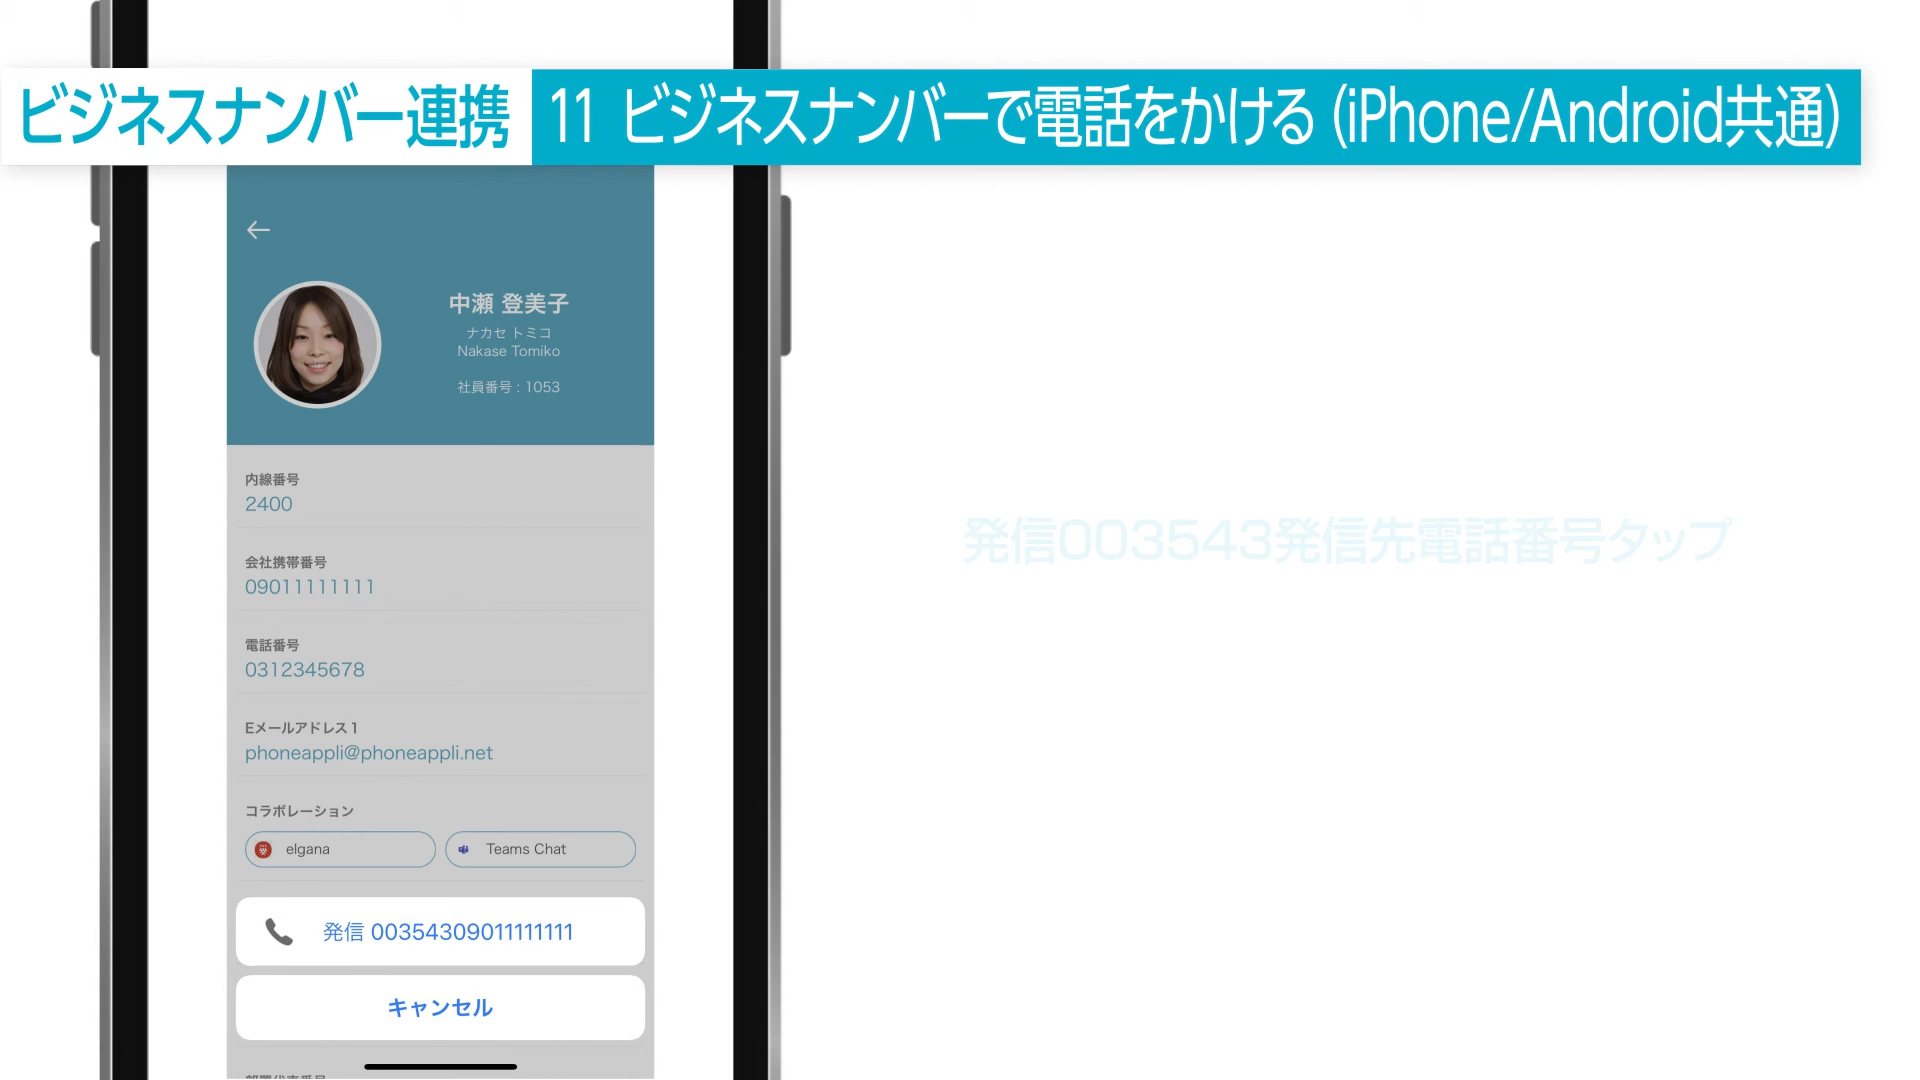 ビジネスナンバー連携
11 ビジネスナンバーで電話をかける (iPhone/Android共通)
中瀬 登美子
ナカセ トミコ
Nakase Tomiko
社員番号 : 1053
内線番号
2400
会社携帯番号
09011111111
電話番号
0312345678
Eメールアドレス1
phoneappli@phoneappli.net
コラボレーション
elgana
Teams Chat
発信 00354309011111111
キャンセル
発信003543発信先電話番号タップ